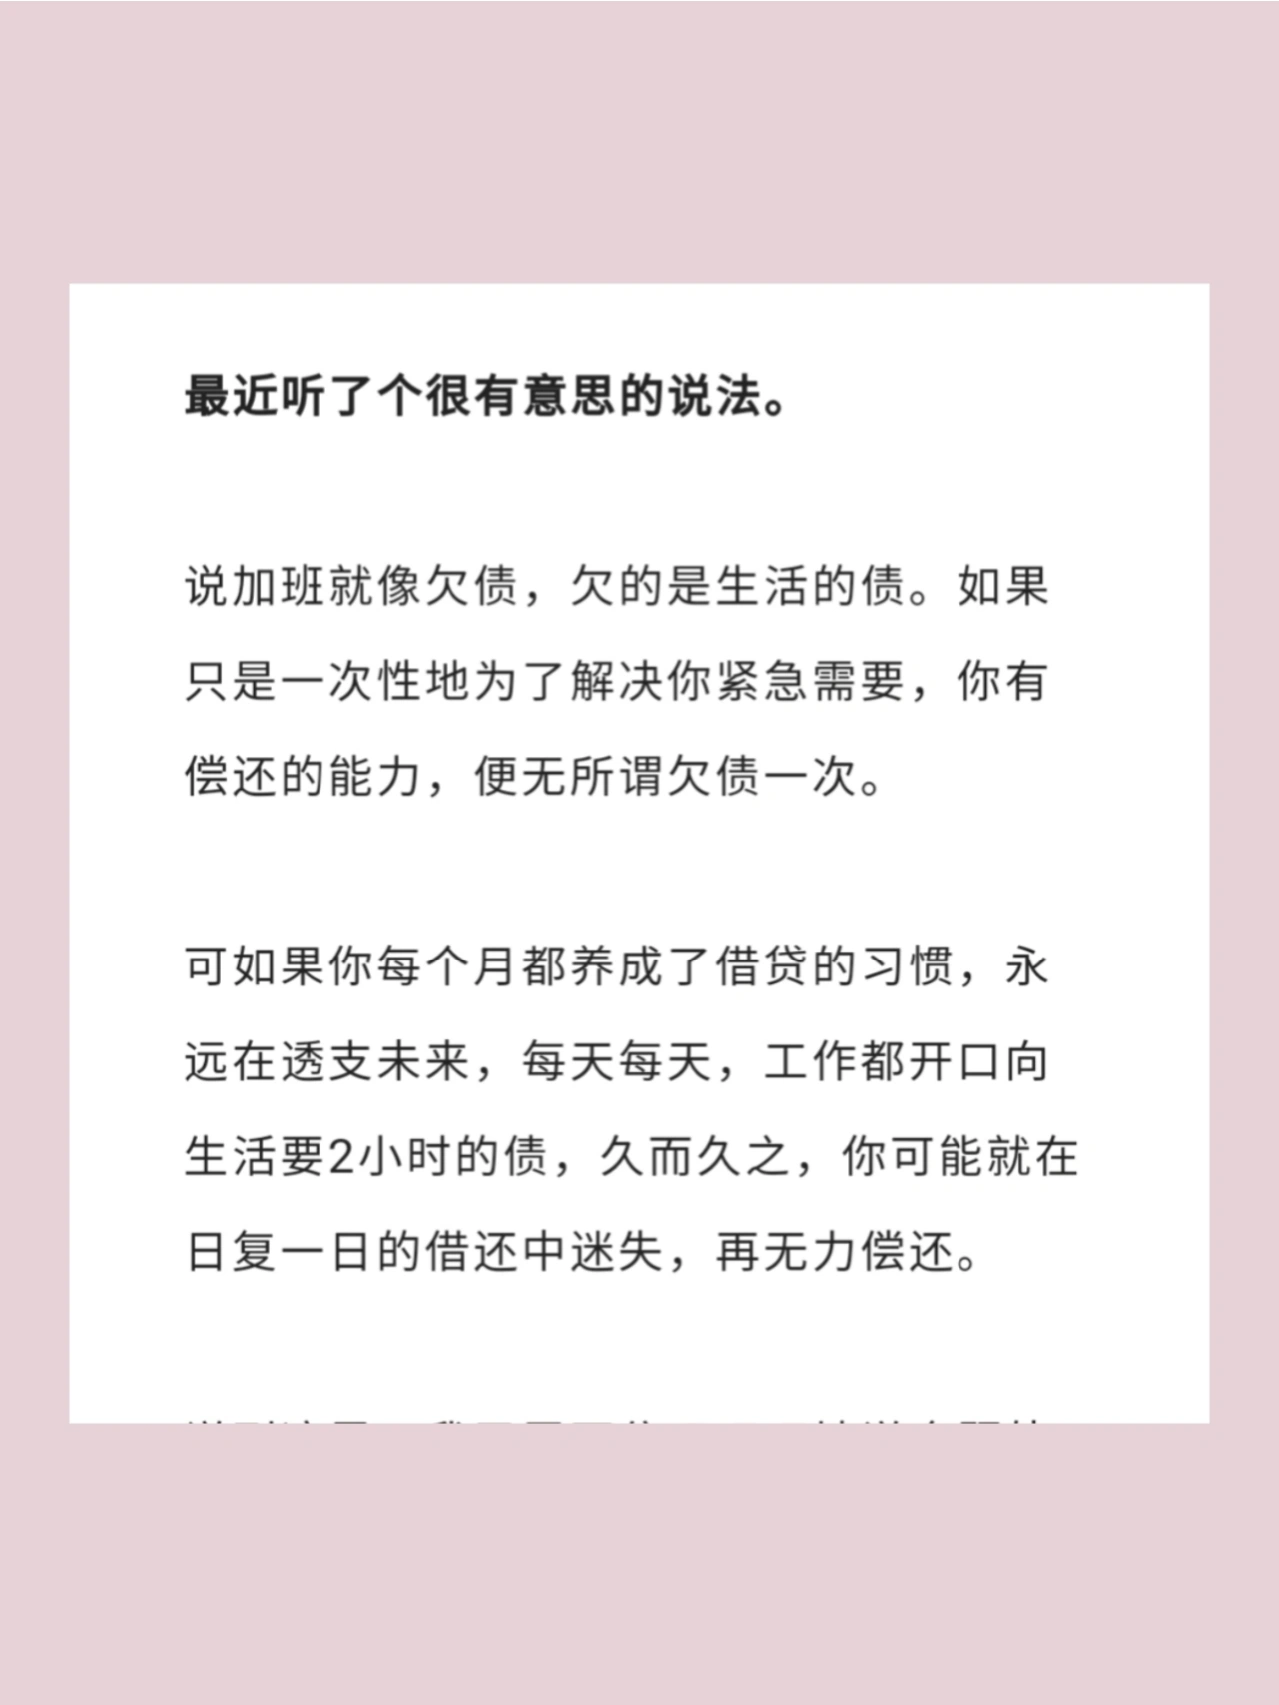 最近听了个很有意思的说法。
说加班就像欠债，欠的是生活的债。如果
只是一次性地为了解决你紧急需要，你有
偿还的能力，便无所谓欠债一次。
可如果你每个月都养成了借贷的习惯，永
远在透支未来，每天每天，工作都开口向
生活要2小时的债，久而久之，你可能就在
日复一日的借还中迷失，再无力偿还。